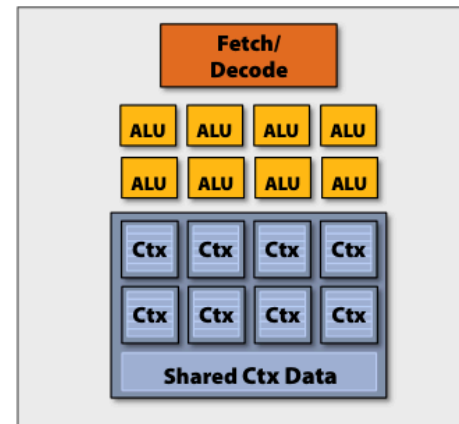 Fetch/
Decode
ALU ALU ALU ALU
ALU ALU ALU ALU
Ctx Ctx Ctx Ctx
Ctx Ctx Ctx Ctx
Shared Ctx Data